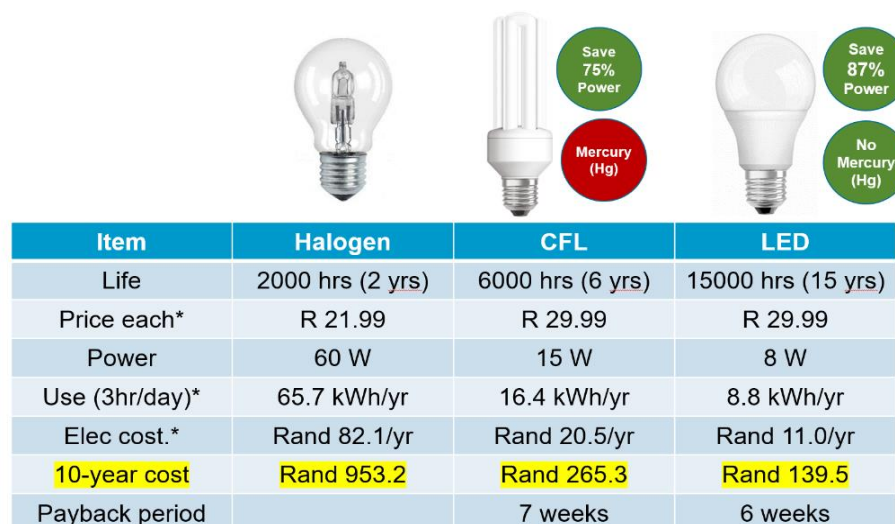 Save
75%
Power
Mercury
(Hg)
Save
87%
Power
No
Mercury
(Hg)
Item Halogen CFL LED
Life 2000 hrs (2 yrs) 6000 hrs (6 yrs) 15000 hrs (15 yrs)
Price each* R 21.99 R 29.99 R 29.99
Power 60 W 15 W 8 W
Use (3hr/day)* 65.7 kWh/yr 16.4 kWh/yr 8.8 kWh/yr
Elec cost.* Rand 82.1/yr Rand 20.5/yr Rand 11.0/yr
10-year cost Rand 953.2 Rand 265.3 Rand 139.5
Payback period 7 weeks 6 weeks